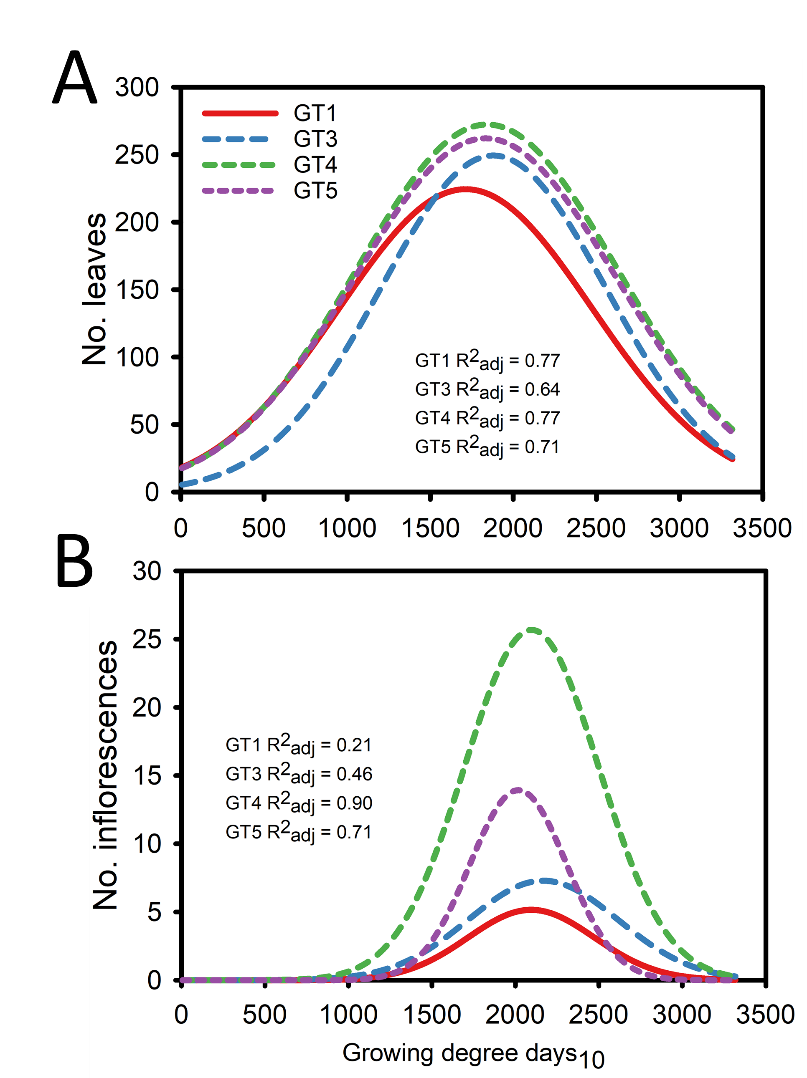 A
No. leaves
300
250
200
150
100
50
0
GT1
GT3
GT4
GT5
GT1 R²adj = 0.77
GT3 R²adj = 0.64
GT4 R²adj = 0.77
GT5 R²adj = 0.71
0 500 1000 1500 2000 2500 3000 3500
B
No. inflorescences
30
25
20
15
10
5
0
GT1 R²adj = 0.21
GT3 R²adj = 0.46
GT4 R²adj = 0.90
GT5 R²adj = 0.71
0 500 1000 1500 2000 2500 3000 3500
Growing degree days₁₀